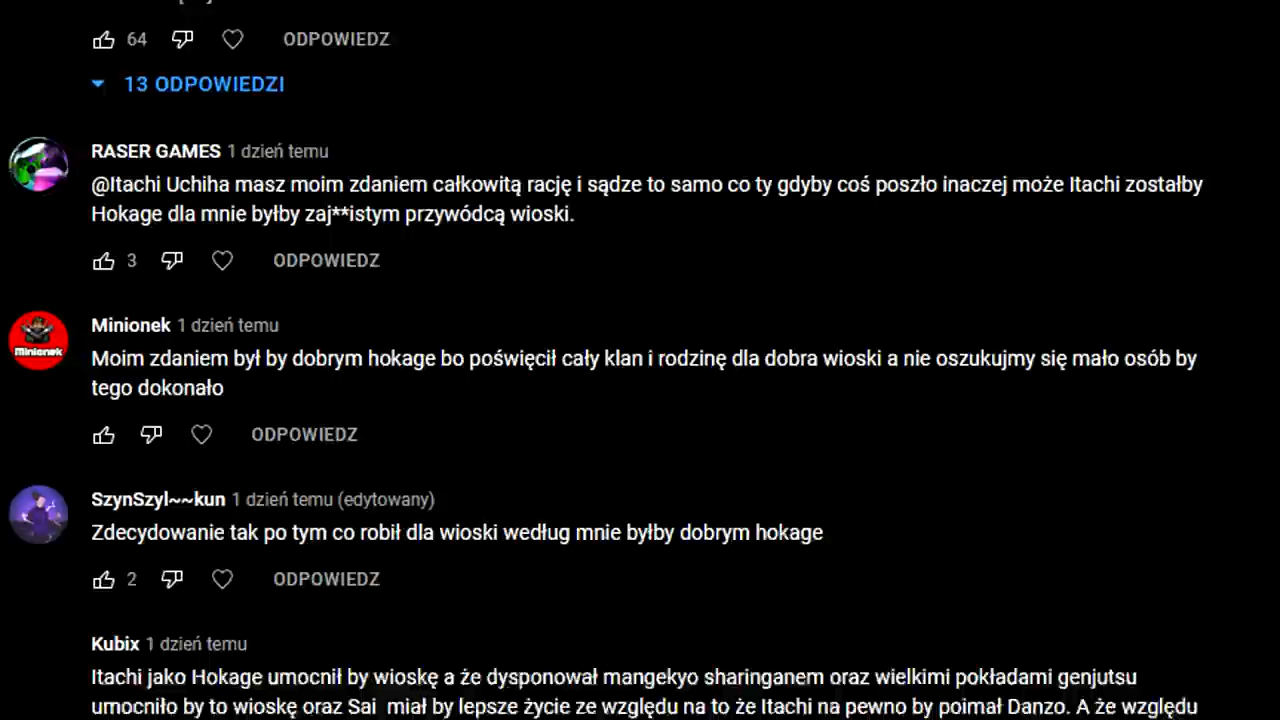 64 ODPOWIEDZ
13 ODPOWIEDZI
RASER GAMES 1 dzień temu
@Itachi Uchiha masz moim zdaniem całkowitą rację i sądze to samo co ty gdyby coś poszło inaczej może Itachi zostałby
Hokage dla mnie byłby zaj**istym przywódcą wioski.
3 ODPOWIEDZ
Minionek 1 dzień temu
Minionek
Moim zdaniem był by dobrym hokage bo poświęcił cały klan i rodzinę dla dobra wioski a nie oszukujmy się mało osób by
tego dokonało
ODPOWIEDZ
SzynSzyl~~kun 1 dzień temu (edytowany)
Zdecydowanie tak po tym co robił dla wioski według mnie byłby dobrym hokage
2 ODPOWIEDZ
Kubix 1 dzień temu
Itachi jako Hokage umocnił by wioskę a że dysponował mangekyo sharinganem oraz wielkimi pokładami genjutsu
umocniło by to wioskę oraz Sai miał by lepsze życie ze względu na to że Itachi na pewno by poimał Danzo. A że względu